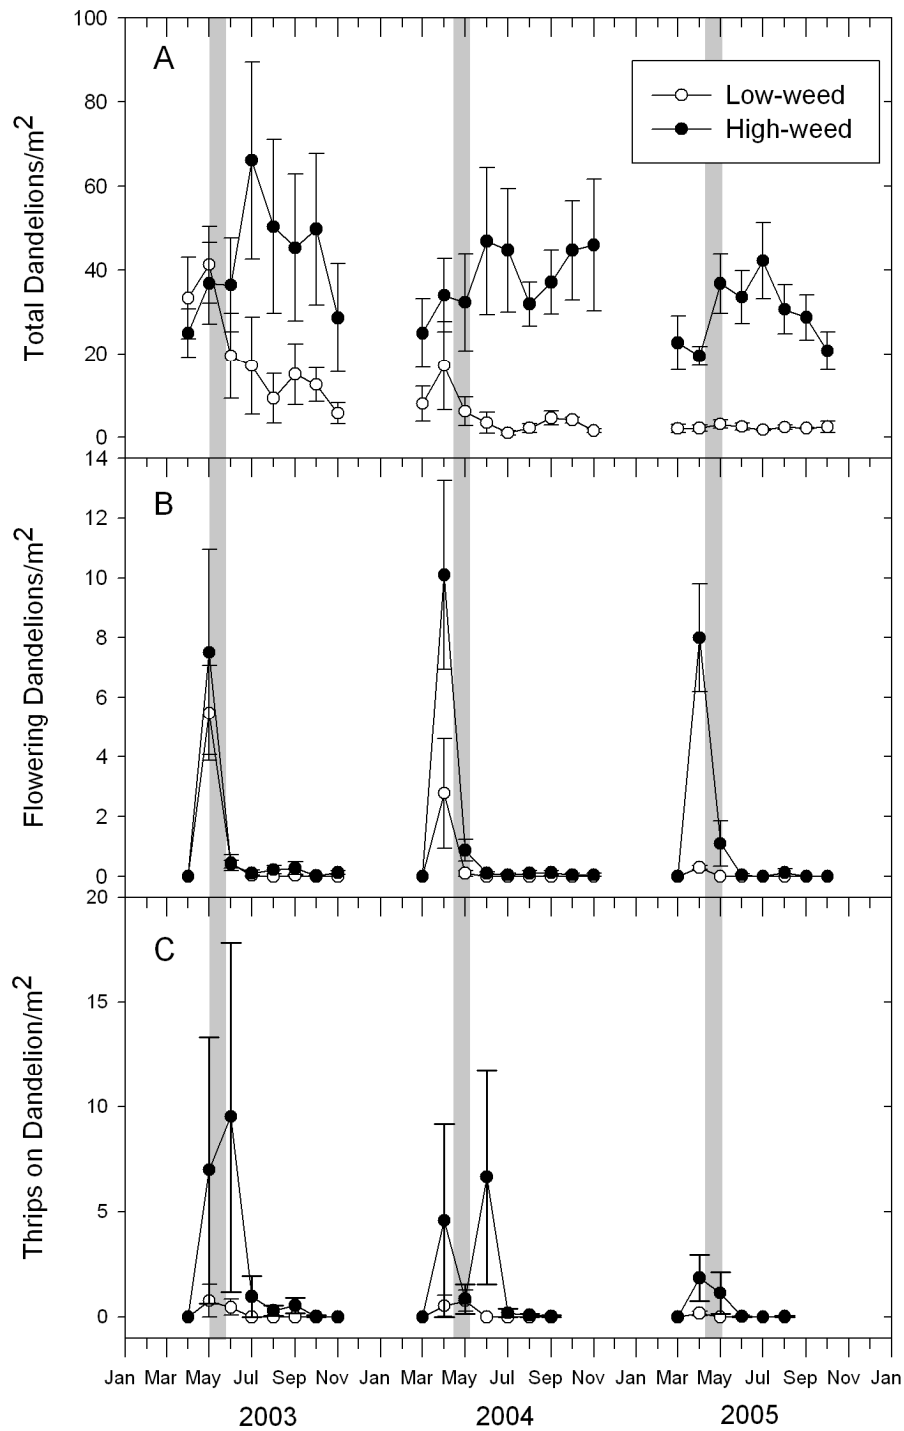 100
80
60
40
20
0
Total Dandelions/m2
A
Low-weed
High-weed
14
12
10
8
6
4
2
0
Flowering Dandelions/m2
B
20
15
10
5
0
Thrips on Dandelion/m2
C
Jan Mar May Jul Sep Nov Jan Mar May Jul Sep Nov Jan Mar May Jul Sep Nov Jan
2003 2004 2005